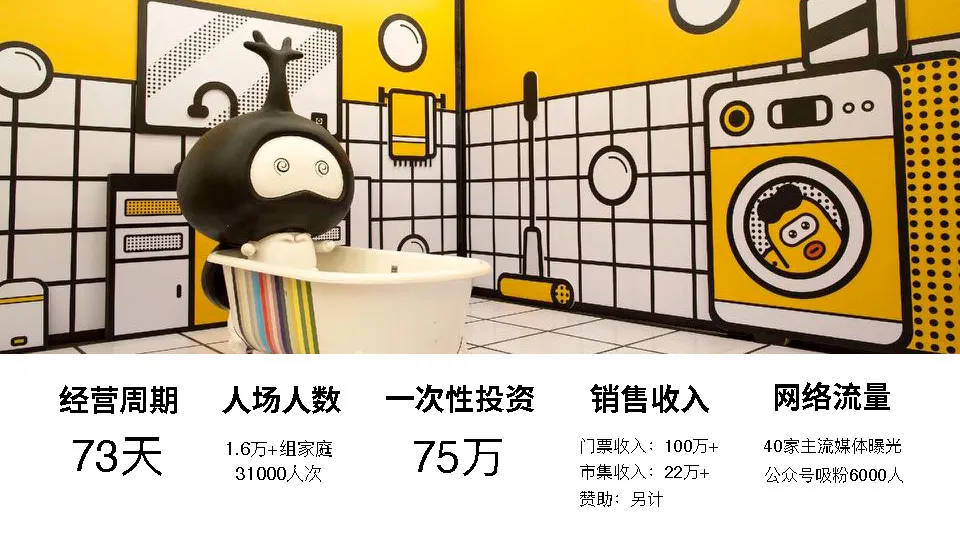 经营周期
73天
人场人数
1.6万+组家庭
31000人次
一次性投资
75万
销售收入
门票收入：100万+
市集收入：22万+
赞助：另计
网络流量
40家主流媒体曝光
公众号吸粉6000人